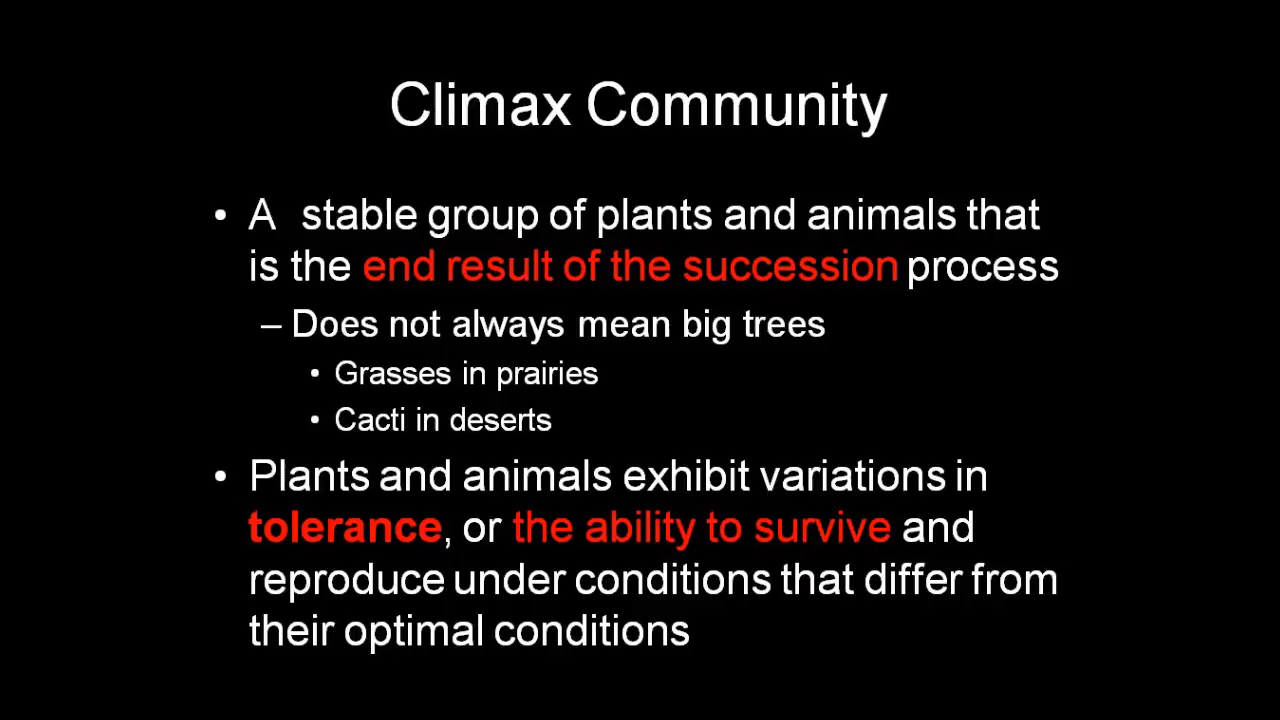 Climax Community
• A stable group of plants and animals that
is the end result of the succession process
– Does not always mean big trees
• Grasses in prairies
• Cacti in deserts
• Plants and animals exhibit variations in
tolerance, or the ability to survive and
reproduce under conditions that differ from
their optimal conditions